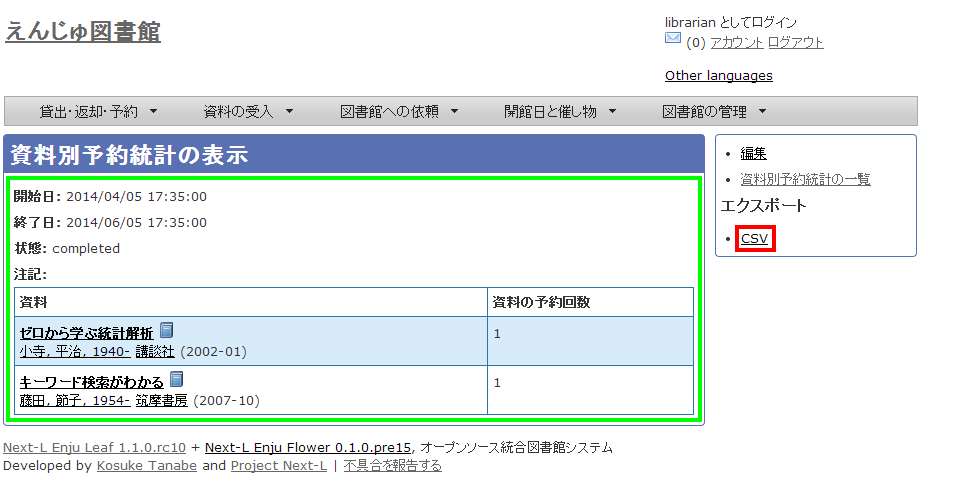 えんじゅ図書館
librarian としてログイン
(0) アカウント ログアウト
Other languages
貸出・返却・予約 資料の受入 図書館への依頼 開館日と催し物 図書館の管理
資料別予約統計の表示
開始日: 2014/04/05 17:35:00
終了日: 2014/06/05 17:35:00
状態: completed
注記:
資料 資料の予約回数
ゼロから学ぶ統計解析 1
小寺, 平治, 1940- 講談社 (2002-01)
キーワード検索がわかる 1
藤田, 節子, 1954- 筑摩書房 (2007-10)
編集
資料別予約統計の一覧
エクスポート
CSV
Next-L Enju Leaf 1.1.0.rc10 + Next-L Enju Flower 0.1.0.pre15, オープンソース統合図書館システム
Developed by Kosuke Tanabe and Project Next-L | 不具合を報告する